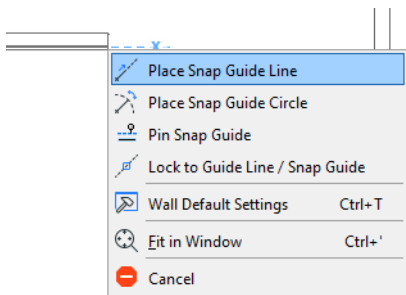 Place Snap Guide Line
Place Snap Guide Circle
Pin Snap Guide
Lock to Guide Line / Snap Guide
Wall Default Settings Ctrl+T
Fit in Window Ctrl+'
Cancel